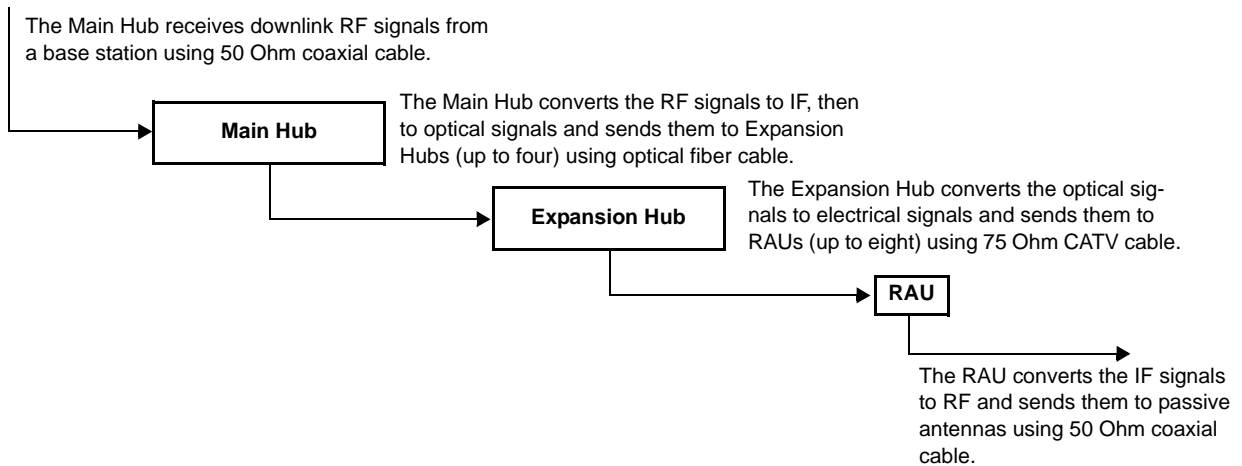 The Main Hub receives downlink RF signals from
a base station using 50 Ohm coaxial cable.
Main Hub
The Main Hub converts the RF signals to IF, then
to optical signals and sends them to Expansion
Hubs (up to four) using optical fiber cable.
Expansion Hub
The Expansion Hub converts the optical sig-
nals to electrical signals and sends them to
RAUs (up to eight) using 75 Ohm CATV cable.
RAU
The RAU converts the IF signals
to RF and sends them to passive
antennas using 50 Ohm coaxial
cable.